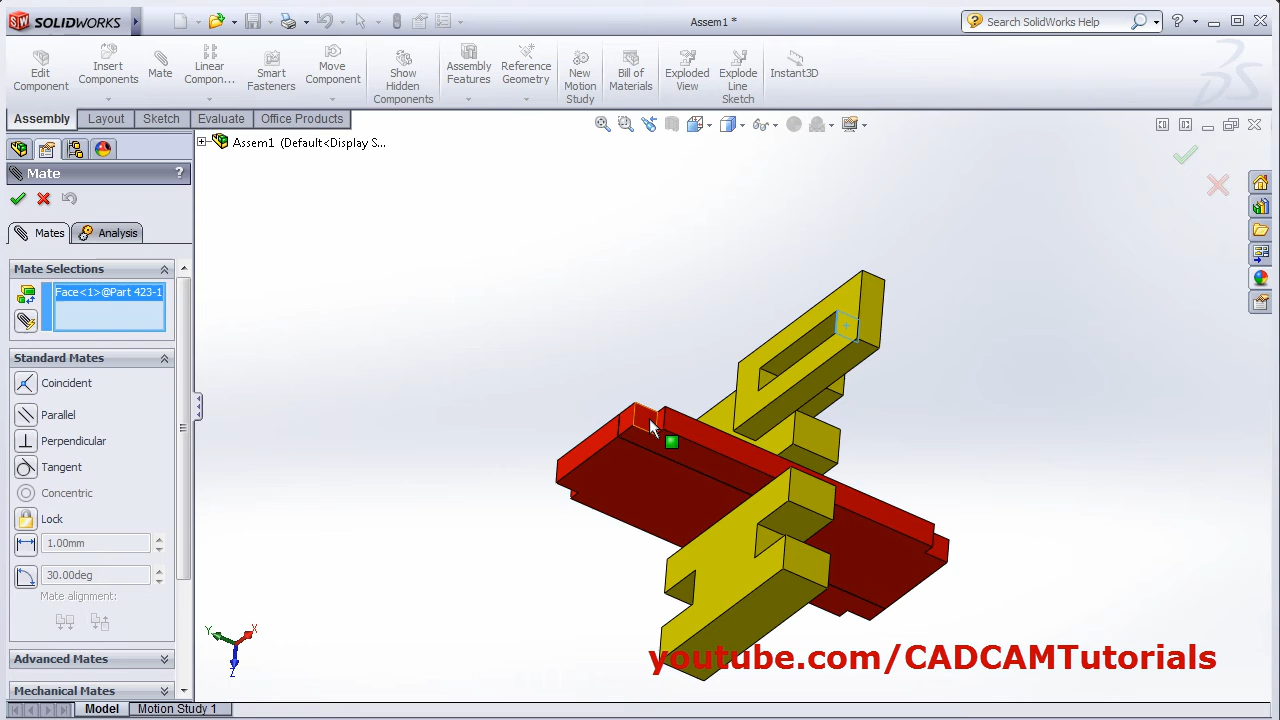 SOLIDWORKS
Assem1 *
Search SolidWorks Help
?
Edit Component
Insert Components
Mate
Linear Compon...
Smart Fasteners
Move Component
Show Hidden Components
Assembly Features
Reference Geometry
New Motion Study
Bill of Materials
Exploded View
Explode Line Sketch
Instant3D
Assembly
Layout
Sketch
Evaluate
Office Products
Assem1 (Default<Display S...
Mate
?
Mates
Analysis
Mate Selections
Face<1>@Part 423-1
Standard Mates
Coincident
Parallel
Perpendicular
Tangent
Concentric
Lock
1.00mm
30.00deg
Mate alignment:
Advanced Mates
Mechanical Mates
Y
X
Z
youtube.com/CADCAMTutorials
Model
Motion Study 1